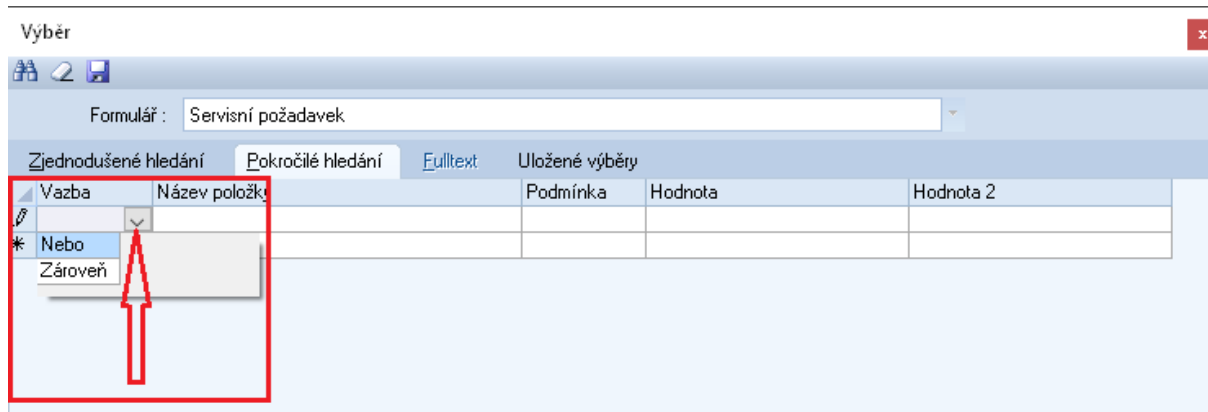 Výběr
x
Formulář : Servisní požadavek
Zjednodušené hledání Pokročilé hledání Fulltext Uložené výběry
Vazba Název položky Podmínka Hodnota Hodnota 2
Nebo
Zároveň